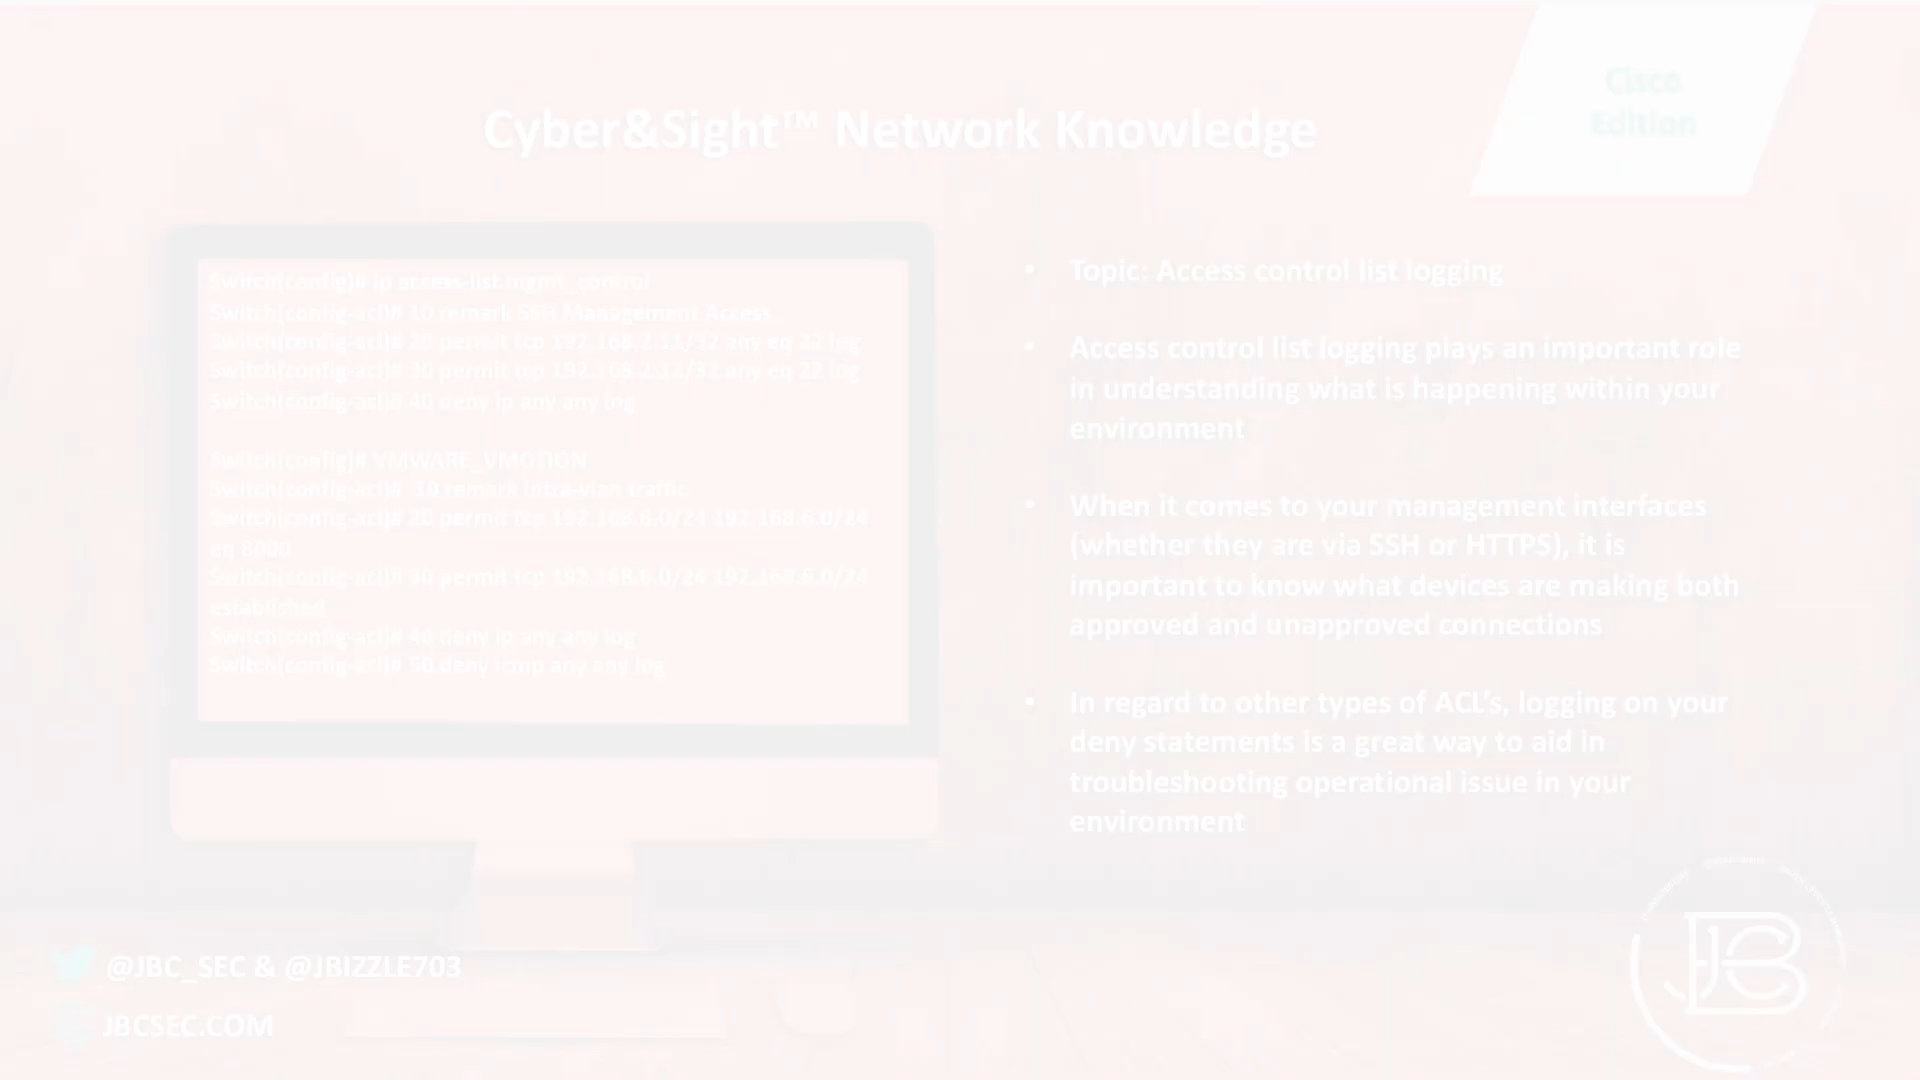 Cisco
Edition
Cyber&Sight™ Network Knowledge
Switch(config)# ip access-list mgmt_control
Switch(config-acl)# 10 remark SSH Management Access
Switch(config-acl)# 20 permit tcp 192.168.2.11/32 any eq 22 log
Switch(config-acl)# 30 permit tcp 192.168.2.12/32 any eq 22 log
Switch(config-acl)# 40 deny ip any any log
Switch(config)# VMWARE_VMOTION
Switch(config-acl)# 10 remark intra-vlan traffic
Switch(config-acl)# 20 permit tcp 192.168.6.0/24 192.168.6.0/24
eq 8000
Switch(config-acl)# 30 permit tcp 192.168.6.0/24 192.168.6.0/24
established
Switch(config-acl)# 40 deny ip any any log
Switch(config-acl)# 50 deny icmp any any log
• Topic: Access control list logging
• Access control list logging plays an important role
in understanding what is happening within your
environment
• When it comes to your management interfaces
(whether they are via SSH or HTTPS), it is
important to know what devices are making both
approved and unapproved connections
• In regard to other types of ACL's, logging on your
deny statements is a great way to aid in
troubleshooting operational issue in your
environment
@JBC_SEC & @JBIZZLE703
JBCSEC.COM
JBC